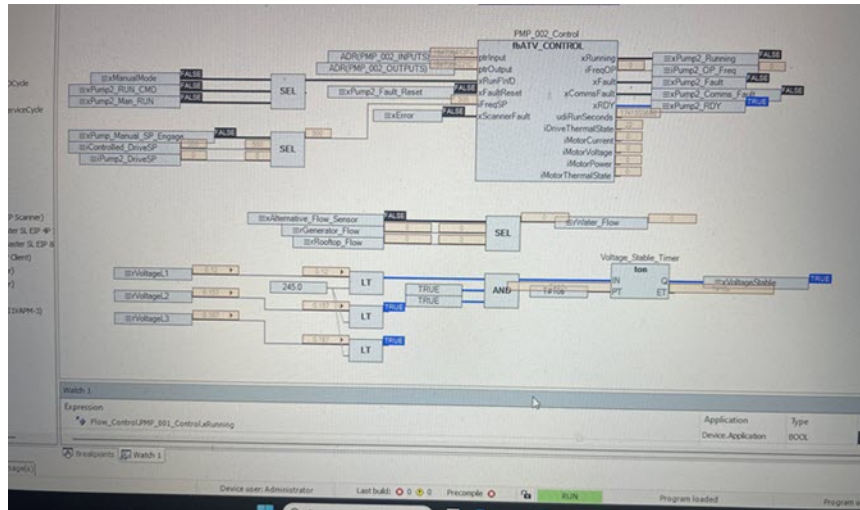 PMP_002_Control
fbATV_CONTROL
ADR(PMP_002_INPUTS)
ADR(PMP_002_OUTPUTS)
ptrInput
ptrOutput
xRunFWD
xFaultReset
iFreqSP
xScannerFault
xRunning
iFreqOP
xFault
xCommsFault
xRDY
udiRunSeconds
iDriveThermalState
iMotorCurrent
iMotorVoltage
iMotorPower
iMotorThermalState
xPump2_Running FALSE
iPump2_OP_Freq
xPump2_Fault FALSE
xPump2_Comms_Fault FALSE
xPump2_RDY TRUE
xManualMode FALSE
xPump2_RUN_CMD FALSE
xPump2_Man_RUN FALSE
SEL
xPump2_Fault_Reset FALSE
xError FALSE
xPump_Manual_SP_Engage FALSE
iControlled_DriveSP
iPump2_DriveSP
SEL
xAlternative_Flow_Sensor FALSE
rGenerator_Flow
rRooftop_Flow
SEL
rWater_Flow
Voltage_Stable_Timer
ton
IN Q
PT ET
rVoltageL1
rVoltageL2
rVoltageL3
245.0
LT
LT
LT
TRUE
TRUE
TRUE
TRUE
AND
xVoltageStable TRUE
Watch 1
Expression Application Type
Flow_Control.PMP_001_Control.xRunning Device.Application BOOL
Breakpoints Watch 1
Device user: Administrator Last build: 0 0 Precompile RUN Program loaded